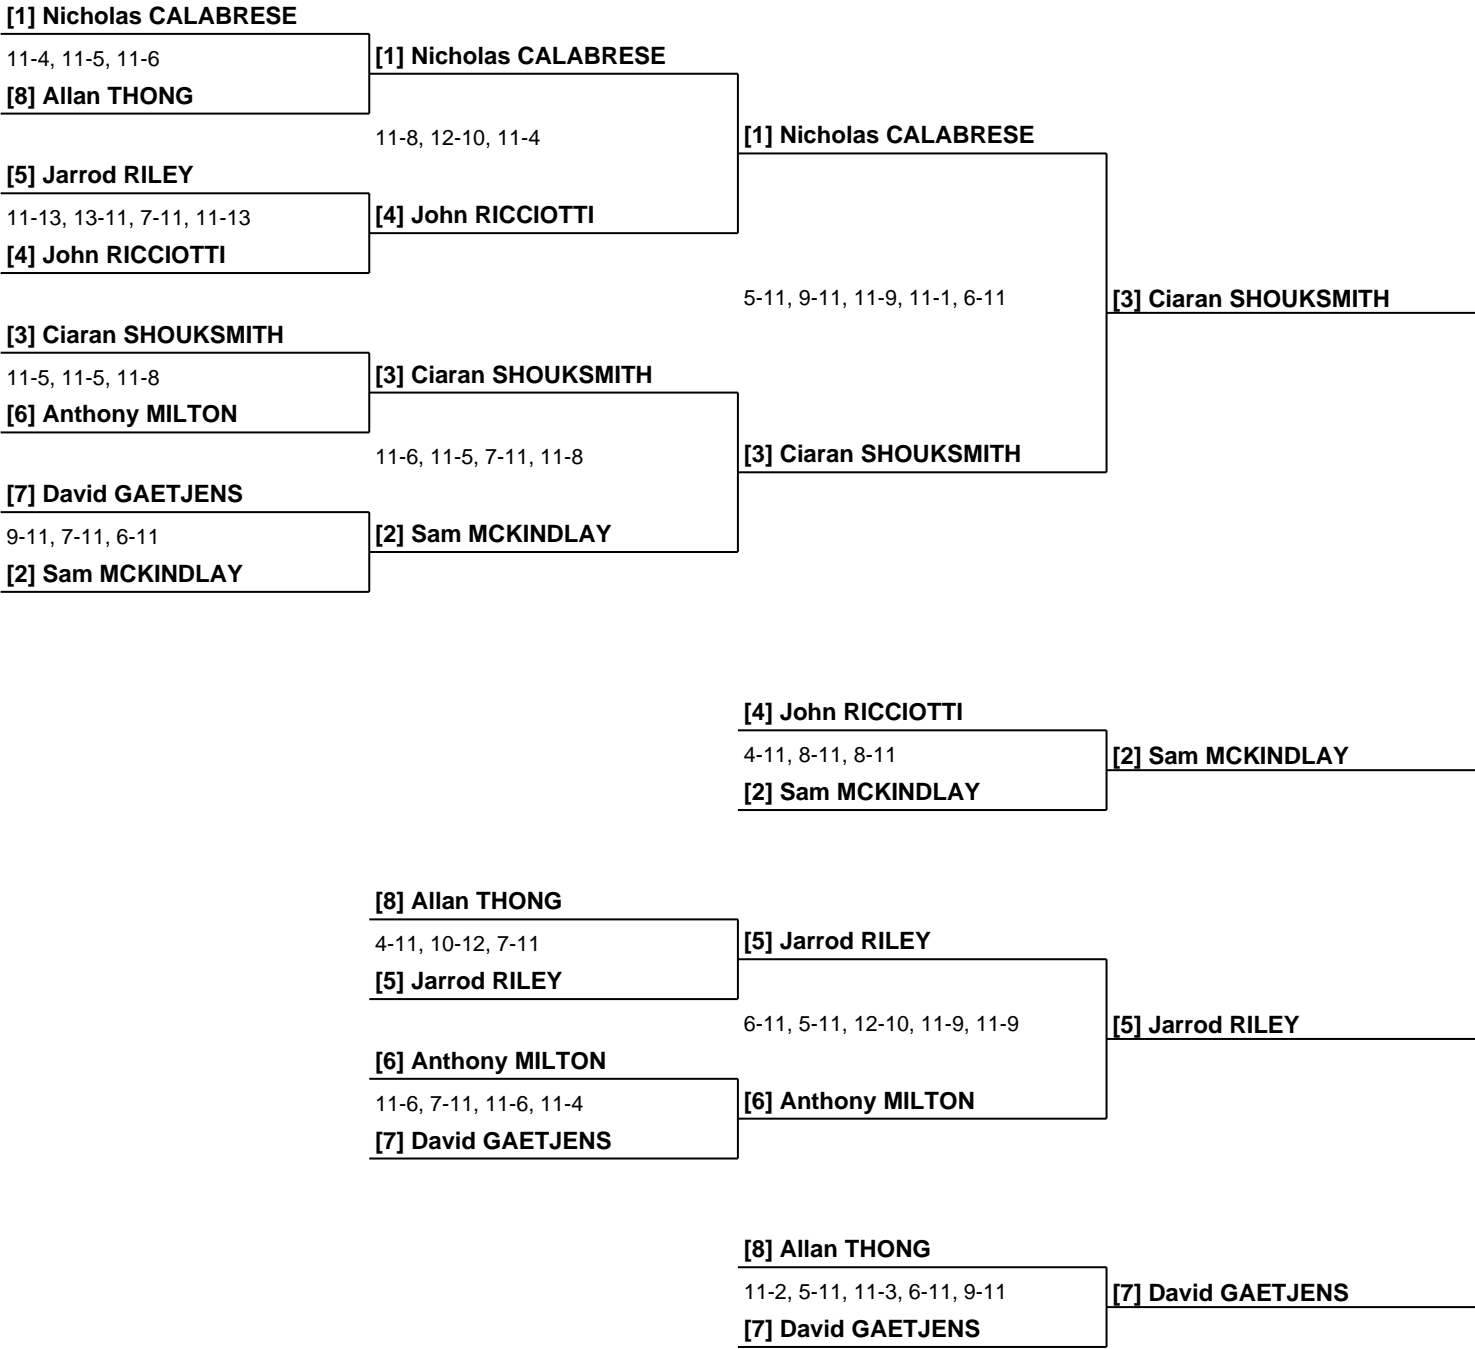 [1] Nicholas CALABRESE
11-4, 11-5, 11-6
[1] Nicholas CALABRESE
[8] Allan THONG
11-8, 12-10, 11-4
[1] Nicholas CALABRESE
[5] Jarrod RILEY
11-13, 13-11, 7-11, 11-13
[4] John RICCIOTTI
[4] John RICCIOTTI
5-11, 9-11, 11-9, 11-1, 6-11
[3] Ciaran SHOUKSMITH
[3] Ciaran SHOUKSMITH
11-5, 11-5, 11-8
[3] Ciaran SHOUKSMITH
[6] Anthony MILTON
11-6, 11-5, 7-11, 11-8
[3] Ciaran SHOUKSMITH
[7] David GAETJENS
9-11, 7-11, 6-11
[2] Sam MCKINDLAY
[2] Sam MCKINDLAY
[4] John RICCIOTTI
4-11, 8-11, 8-11
[2] Sam MCKINDLAY
[2] Sam MCKINDLAY
[8] Allan THONG
4-11, 10-12, 7-11
[5] Jarrod RILEY
[5] Jarrod RILEY
6-11, 5-11, 12-10, 11-9, 11-9
[5] Jarrod RILEY
[6] Anthony MILTON
11-6, 7-11, 11-6, 11-4
[6] Anthony MILTON
[7] David GAETJENS
[8] Allan THONG
11-2, 5-11, 11-3, 6-11, 9-11
[7] David GAETJENS
[7] David GAETJENS